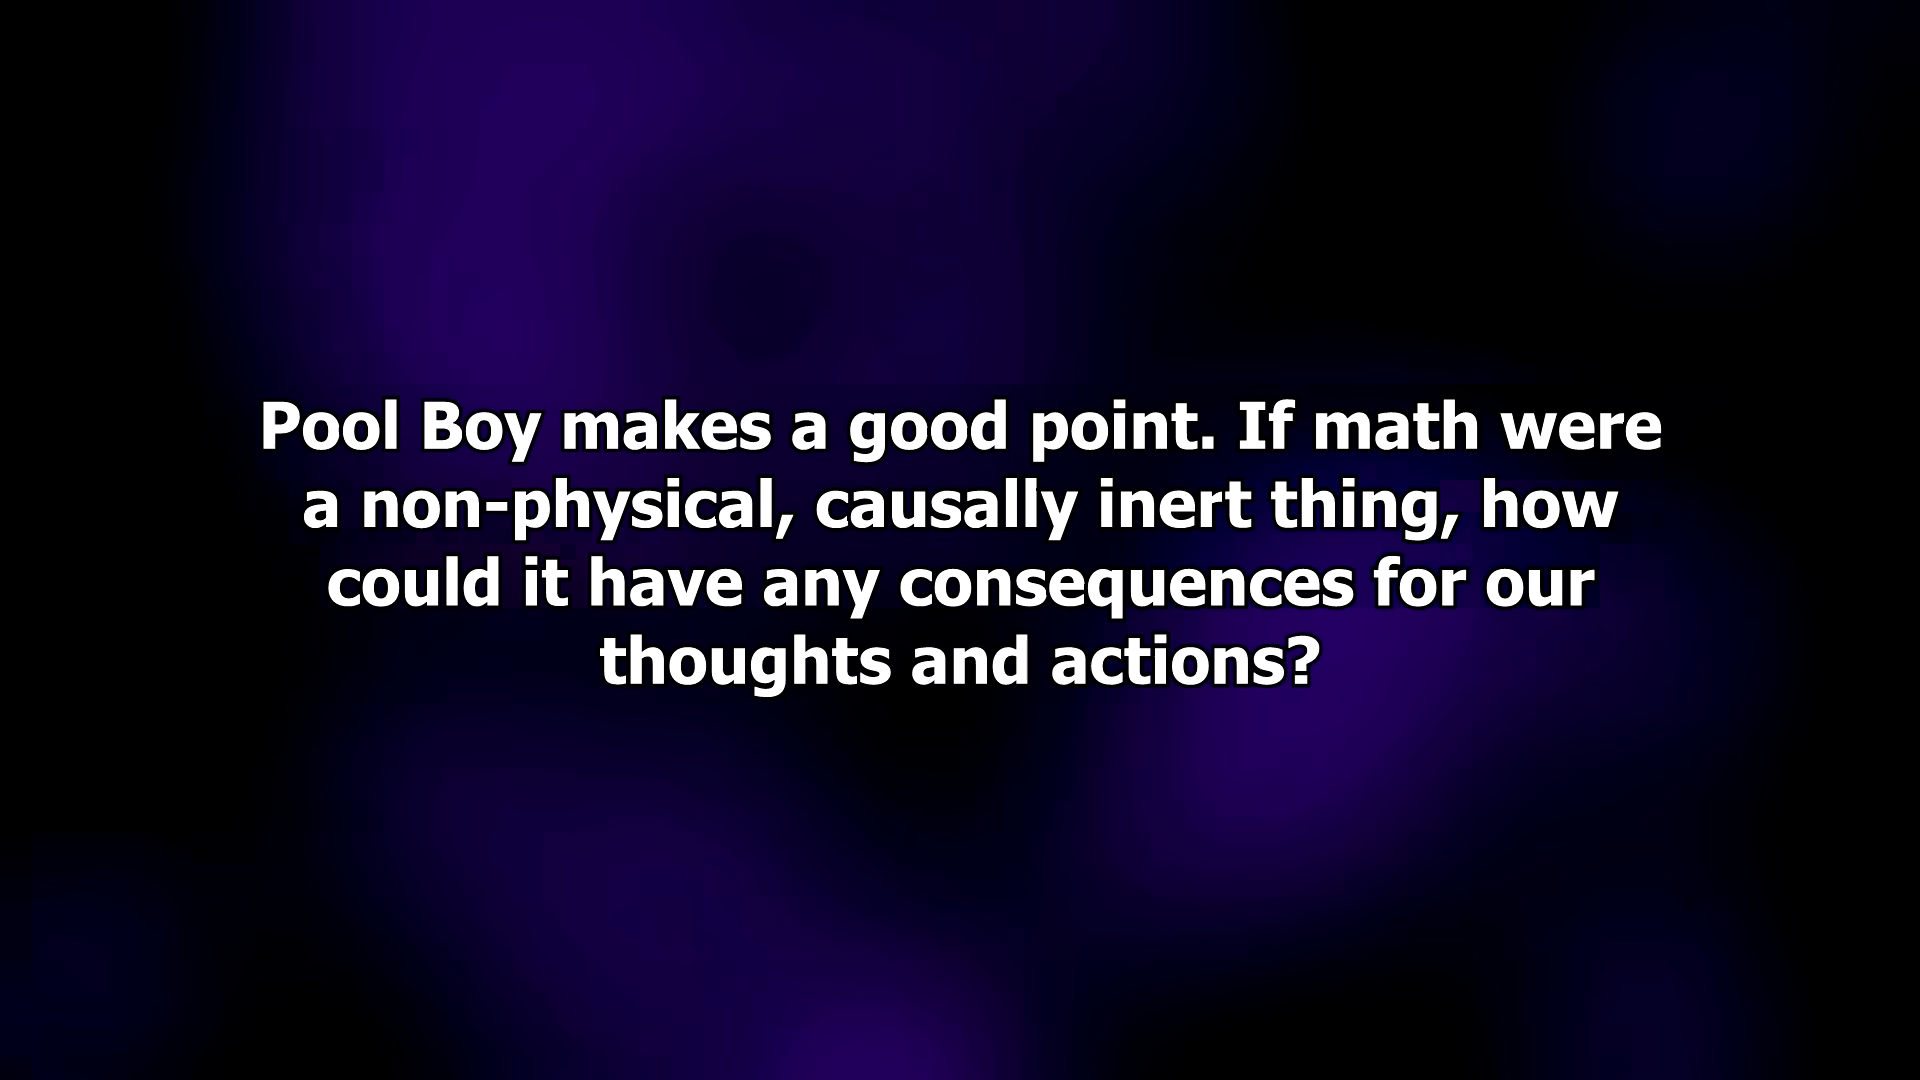 Pool Boy makes a good point. If math were
a non-physical, causally inert thing, how
could it have any consequences for our
thoughts and actions?